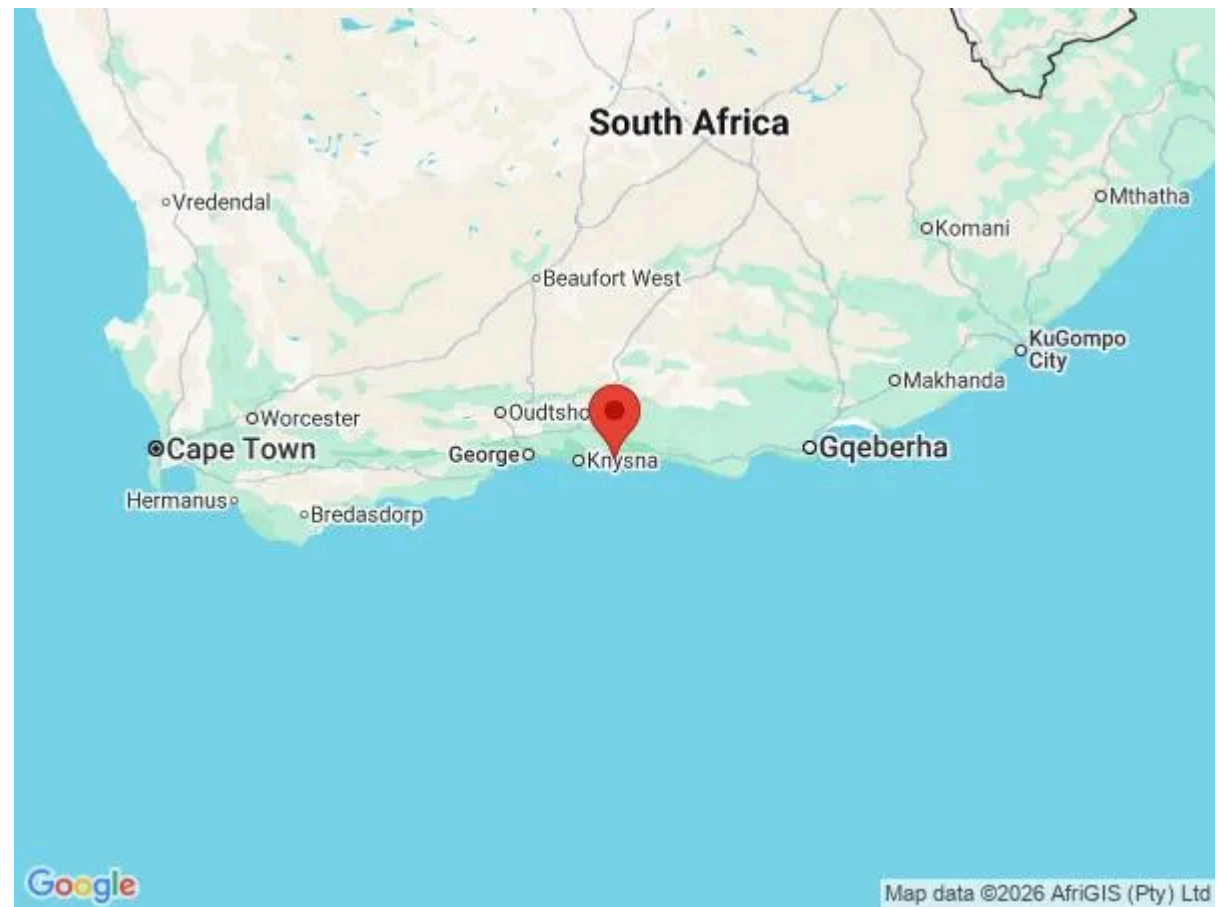 South Africa
Vredendal
Mthatha
Komani
Beaufort West
KuGompo
City
Makhanda
Oudtsho
Worcester
Cape Town
George
Knysna
Gqeberha
Hermanus
Bredasdorp
Google
Map data ©2026 AfriGIS (Pty) Ltd